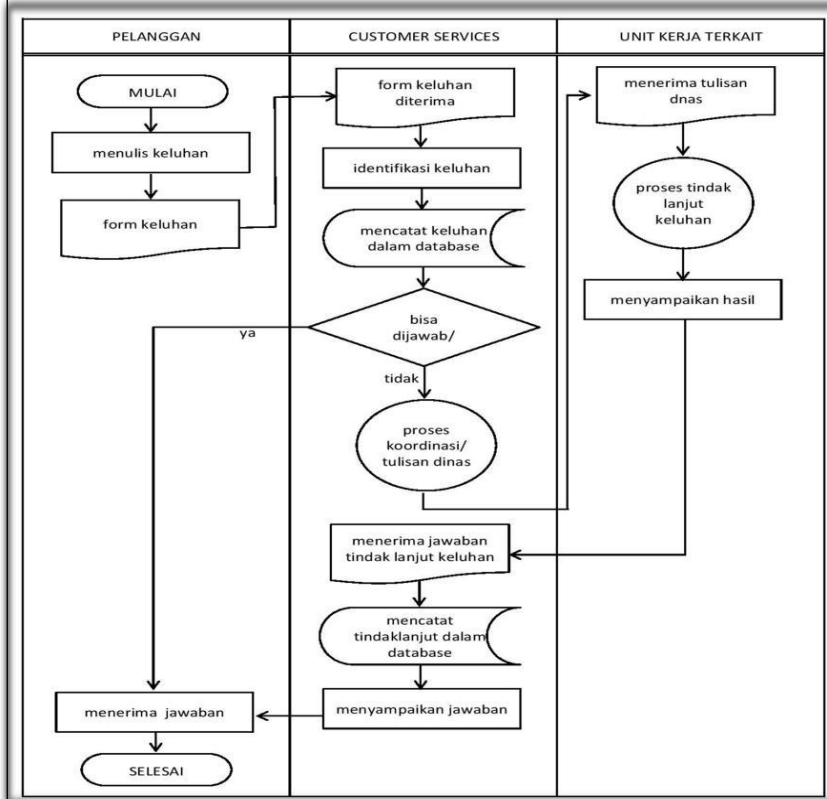 PELANGGAN
CUSTOMER SERVICES
UNIT KERJA TERKAIT
MULAI
menulis keluhan
form keluhan
form keluhan
diterima
identifikasi keluhan
mencatat keluhan
dalam database
bisa
dijawab/
ya
tidak
proses
koordinasi/
tulisan dinas
menerima tulisan
dnas
proses tindak
lanjut
keluhan
menyampaikan hasil
menerima jawaban
tindak lanjut keluhan
mencatat
tindaklanjut dalam
database
menyampaikan jawaban
menerima jawaban
SELESAI